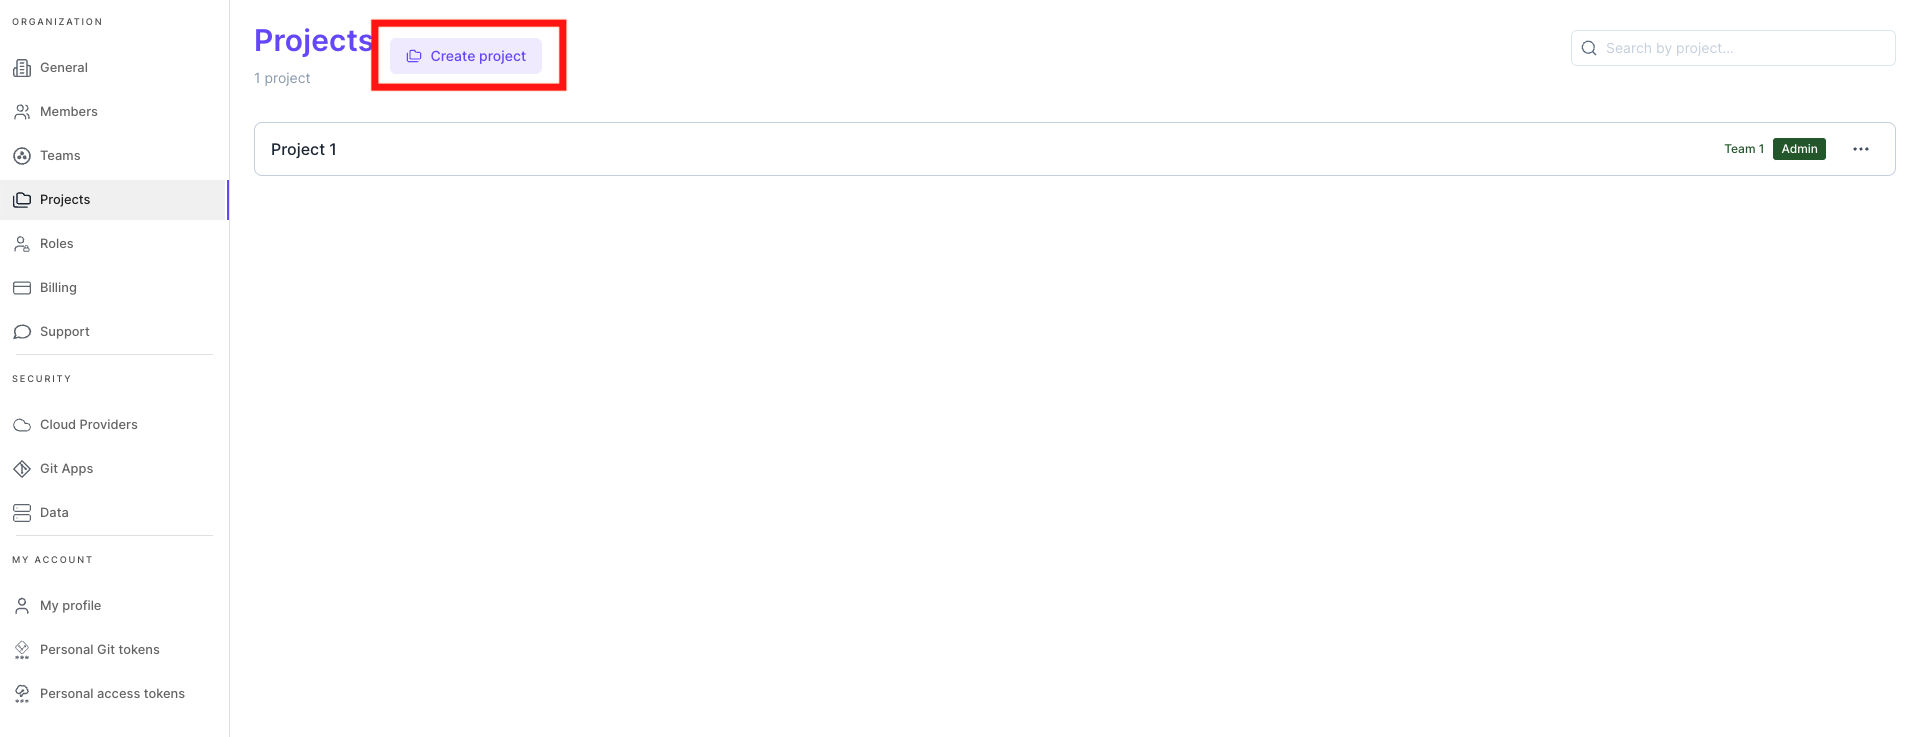 ORGANIZATION
General
Members
Teams
Projects
Roles
Billing
Support
SECURITY
Cloud Providers
Git Apps
Data
MY ACCOUNT
My profile
Personal Git tokens
Personal access tokens
Projects
Create project
1 project
Search by project...
Project 1
Team 1 Admin